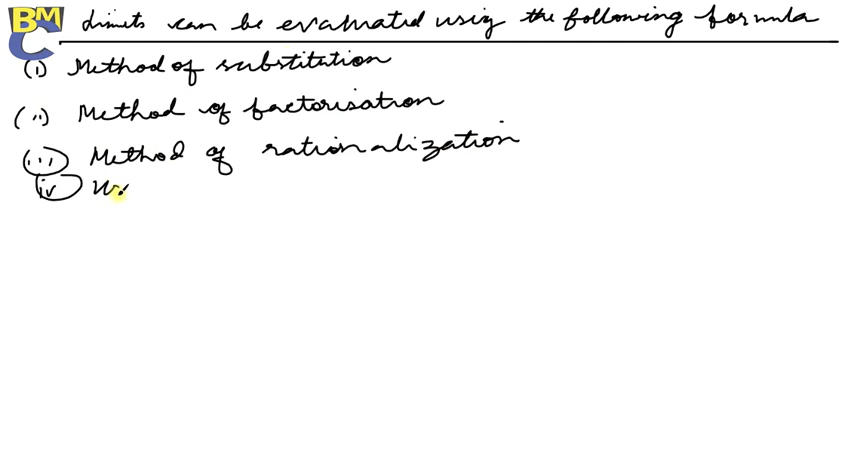 BMC
Limits can be evaluated using the following formula
(i) Method of substitution
(ii) Method of factorisation
(iii) Method of rationalization
iv